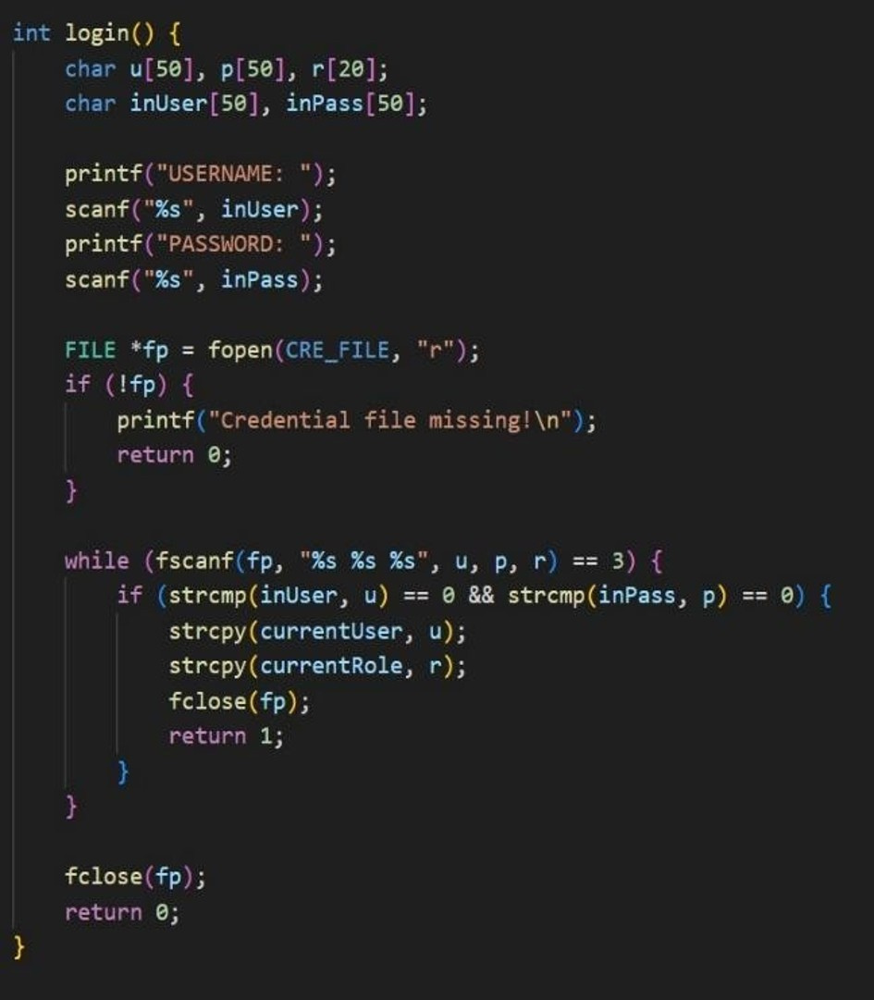 int login() {
    char u[50], p[50], r[20];
    char inUser[50], inPass[50];

    printf("USERNAME: ");
    scanf("%s", inUser);
    printf("PASSWORD: ");
    scanf("%s", inPass);

    FILE *fp = fopen(CRE_FILE, "r");
    if (!fp) {
        printf("Credential file missing!\n");
        return 0;
    }

    while (fscanf(fp, "%s %s %s", u, p, r) == 3) {
        if (strcmp(inUser, u) == 0 && strcmp(inPass, p) == 0) {
            strcpy(currentUser, u);
            strcpy(currentRole, r);
            fclose(fp);
            return 1;
        }
    }

    fclose(fp);
    return 0;
}